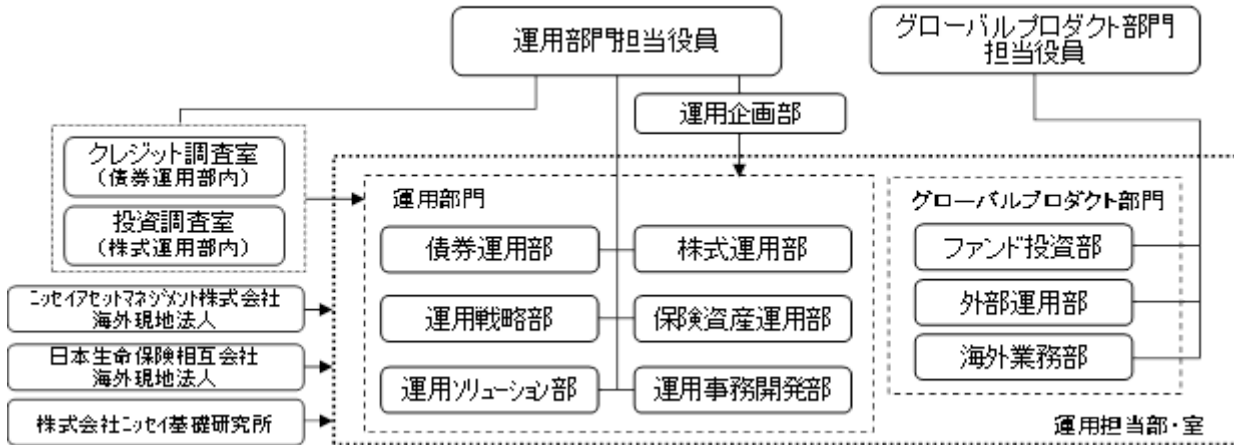 運用部門担当役員
グローバルプロダクト部門
担当役員
運用企画部
クレジット調査室
（債券運用部内）
投資調査室
（株式運用部内）
運用部門
債券運用部
株式運用部
運用戦略部
保険資産運用部
運用ソリューション部
運用事務開発部
グローバルプロダクト部門
ファンド投資部
外部運用部
海外業務部
ニッセイアセットマネジメント株式会社
海外現地法人
日本生命保険相互会社
海外現地法人
株式会社ニッセイ基礎研究所
運用担当部・室